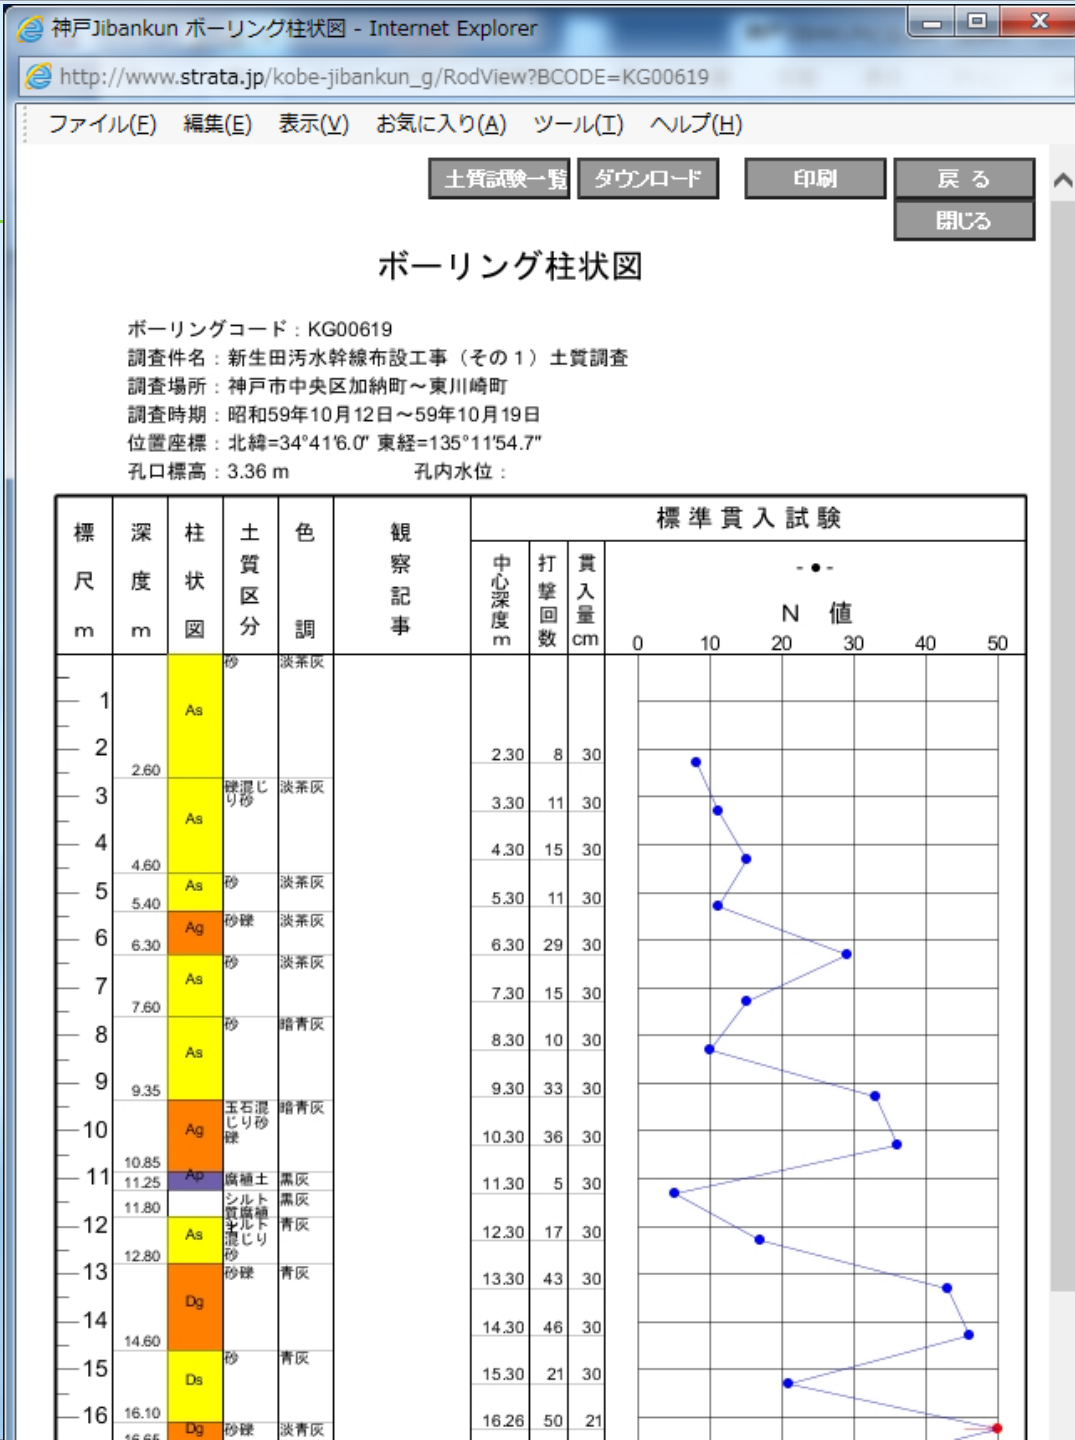 神戸Jibankun ボーリング柱状図 - Internet Explorer
http://www.strata.jp/kobe-jibankun_g/RodView?BCODE=KG00619
ファイル(F) 編集(E) 表示(V) お気に入り(A) ツール(T) ヘルプ(H)
土質試験一覧 ダウンロード 印刷 戻 る
閉じる
ボーリング柱状図
ボーリングコード : KG00619
調査件名 : 新生田汚水幹線布設工事（その１）土質調査
調査場所 : 神戸市中央区加納町～東川崎町
調査時期 : 昭和59年10月12日～59年10月19日
位置座標 : 北緯=34°41'6.0" 東経=135°11'54.7"
孔口標高 : 3.36 m 孔内水位 :
標尺 m 深度 m 柱状図 土質区分 色調 観察記事 標準貫入試験
中心深度 m 打撃回数 貫入量 cm
- ● -
N 値
0 10 20 30 40 50
砂 淡茶灰
1 As
2 2.30 8 30
2.60
礫混じり砂 淡茶灰
3 As 3.30 11 30
4 4.30 15 30
4.60
As 砂 淡茶灰
5 5.30 11 30
5.40
Ag 砂礫 淡茶灰
6 6.30 6.30 29 30
As 砂 淡茶灰
7 7.30 15 30
7.60
砂 暗青灰
8 As 8.30 10 30
9 9.35 9.30 33 30
玉石混じり砂礫 暗青灰
10 Ag 10.30 36 30
10.85
11 11.25 Ap 腐植土 黒灰 11.30 5 30
11.80 シルト質腐植土 黒灰
12 As シルト混じり砂 青灰 12.30 17 30
12.80
13 砂礫 青灰 13.30 43 30
Dg
14 14.30 46 30
14.60
砂 青灰
15 Ds 15.30 21 30
16.10
16 16.26 50 21
16.65 Dg 砂礫 淡青灰